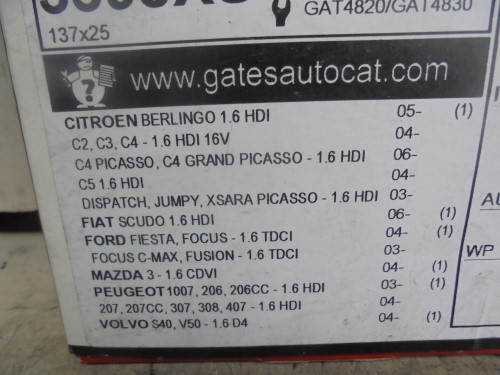 GAT4820/GAT4830
137x25
www.gatesautocat.com
?
CITROEN BERLINGO 1.6 HDI 05- (1)
C2, C3, C4 - 1.6 HDI 16V 04-
C4 PICASSO, C4 GRAND PICASSO - 1.6 HDI 06-
C5 1.6 HDI 04-
DISPATCH, JUMPY, XSARA PICASSO - 1.6 HDI 03-
FIAT SCUDO 1.6 HDI 06- (1)
FORD FIESTA, FOCUS - 1.6 TDCI 04- (1)
FOCUS C-MAX, FUSION - 1.6 TDCI 03-
MAZDA 3 - 1.6 CDVI 04- (1)
PEUGEOT 1007, 206, 206CC - 1.6 HDI 03- (1)
207, 207CC, 307, 308, 407 - 1.6 HDI 04-
VOLVO S40, V50 - 1.6 D4 04- (1)
AU
WP